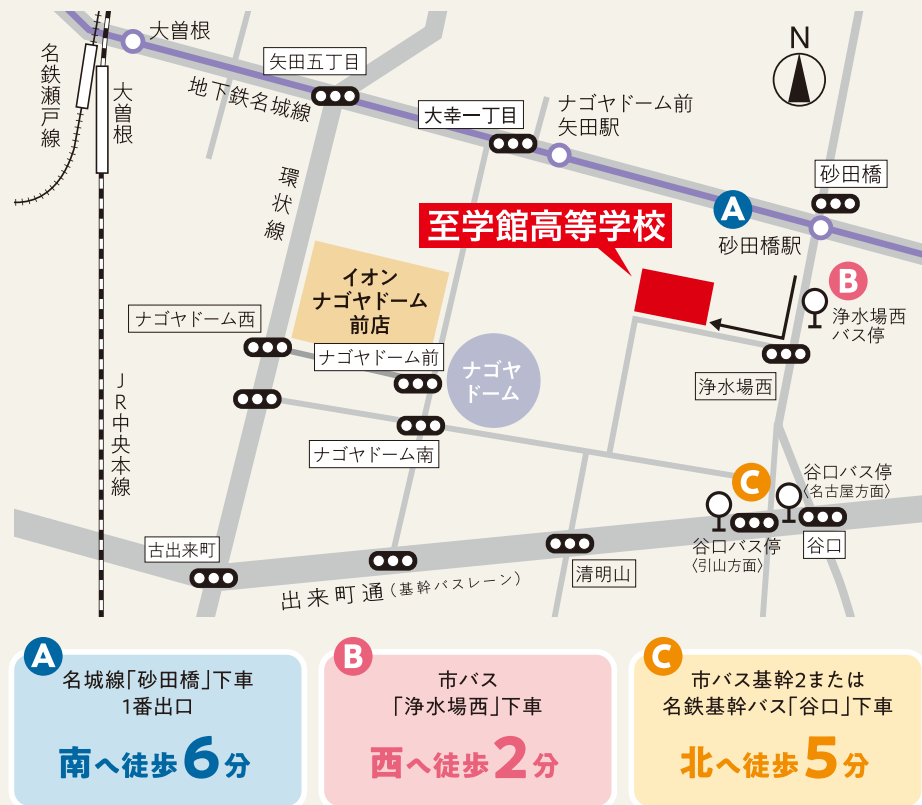 大曽根
N
名鉄瀬戸線
大曽根
矢田五丁目
地下鉄名城線
大幸一丁目
ナゴヤドーム前
矢田駅
砂田橋
環状線
A
至学館高等学校
砂田橋駅
B
イオン
ナゴヤドーム
前店
浄水場西
バス停
ナゴヤドーム西
ナゴヤドーム前
ナゴヤ
ドーム
浄水場西
JR中央本線
ナゴヤドーム南
C
谷口バス停
〈名古屋方面〉
古出来町
谷口バス停
〈引山方面〉
谷口
清明山
出来町通(基幹バスレーン)
A
名城線「砂田橋」下車
1番出口
南へ徒歩6分
B
市バス
「浄水場西」下車
西へ徒歩2分
C
市バス基幹2または
名鉄基幹バス「谷口」下車
北へ徒歩5分